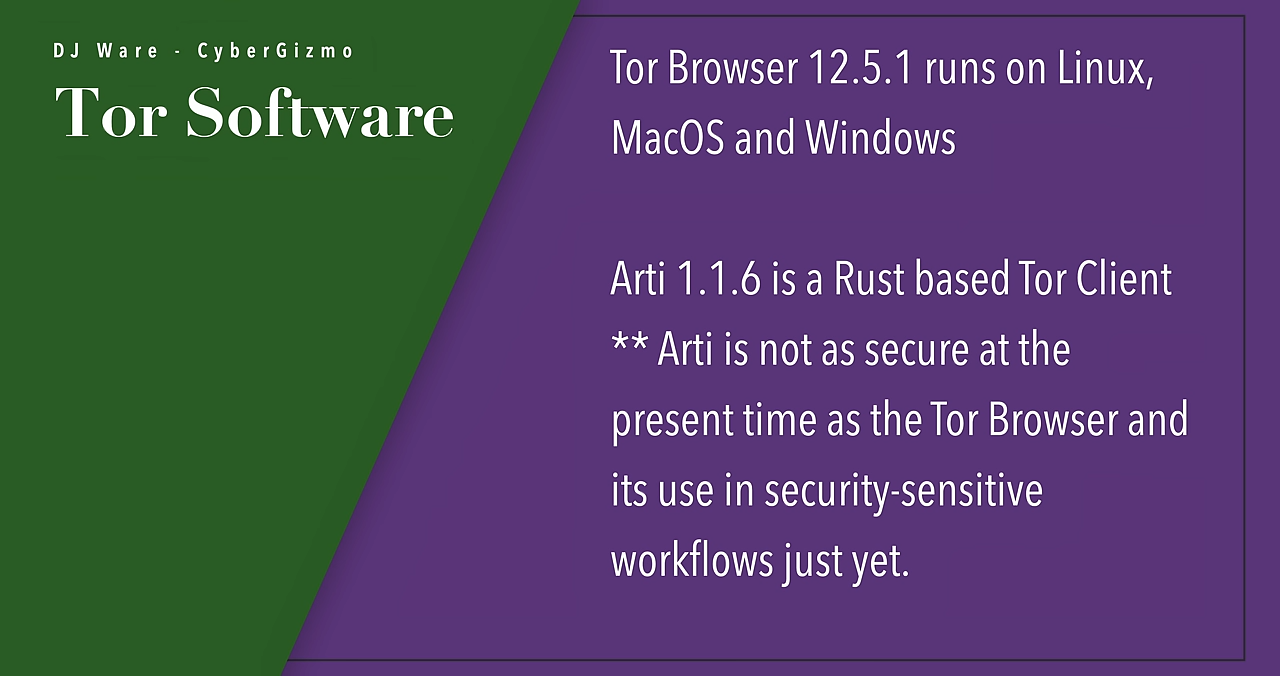 DJ Ware - CyberGizmo
Tor Software
Tor Browser 12.5.1 runs on Linux,
MacOS and Windows
Arti 1.1.6 is a Rust based Tor Client
** Arti is not as secure at the
present time as the Tor Browser and
its use in security-sensitive
workflows just yet.